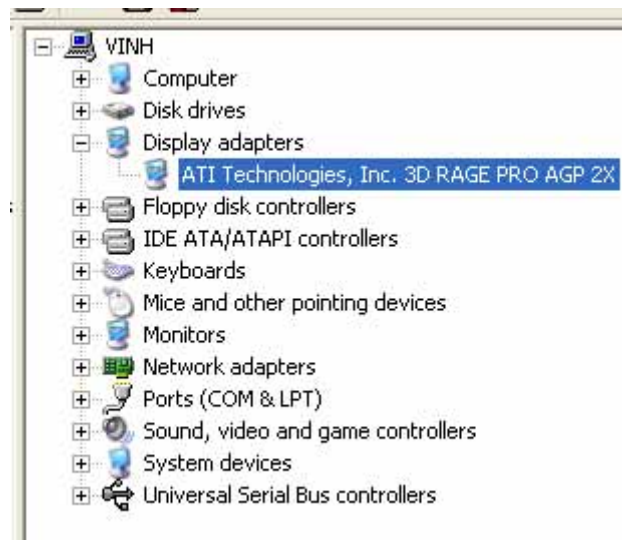 VINH
Computer
Disk drives
Display adapters
ATI Technologies, Inc. 3D RAGE PRO AGP 2X
Floppy disk controllers
IDE ATA/ATAPI controllers
Keyboards
Mice and other pointing devices
Monitors
Network adapters
Ports (COM & LPT)
Sound, video and game controllers
System devices
Universal Serial Bus controllers